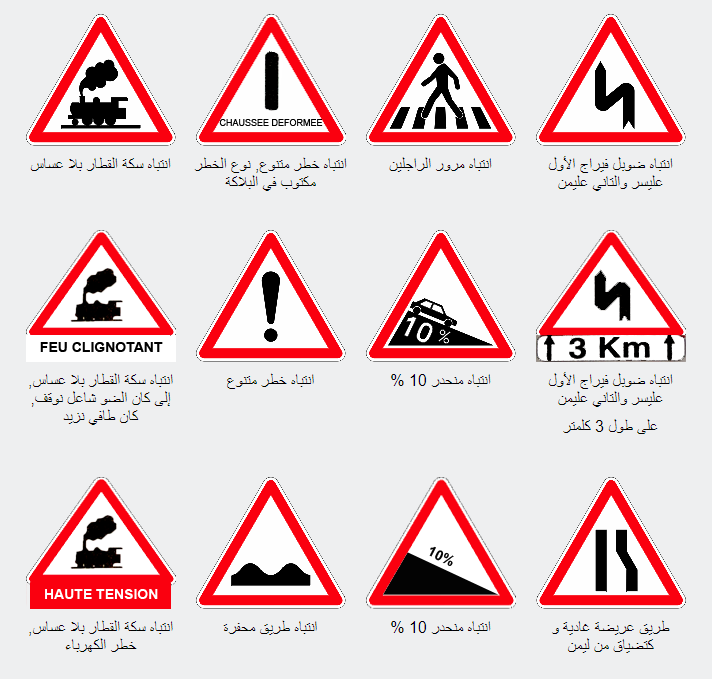 CHAUSSEE DEFORMEE
انتباه ضوبل فيراج الأول
عليسر والتاني عليمن
انتباه مرور الراجلين
انتباه خطر متنوع, نوع الخطر
مكتوب في البلاكة
انتباه سكة القطار بلا عساس
3 Km
10 %
FEU CLIGNOTANT
انتباه ضوبل فيراج الأول
عليسر والتاني عليمن
على طول 3 كلمتر
انتباه منحدر 10 %
انتباه خطر متنوع
انتباه سكة القطار بلا عساس,
إلى كان الضو شاعل نوقف,
كان طافي نزيد
10%
HAUTE TENSION
طريق عريضة غادية و
كتضياق من ليمن
انتباه منحدر 10 %
انتباه طريق محفرة
انتباه سكة القطار بلا عساس,
خطر الكهرباء